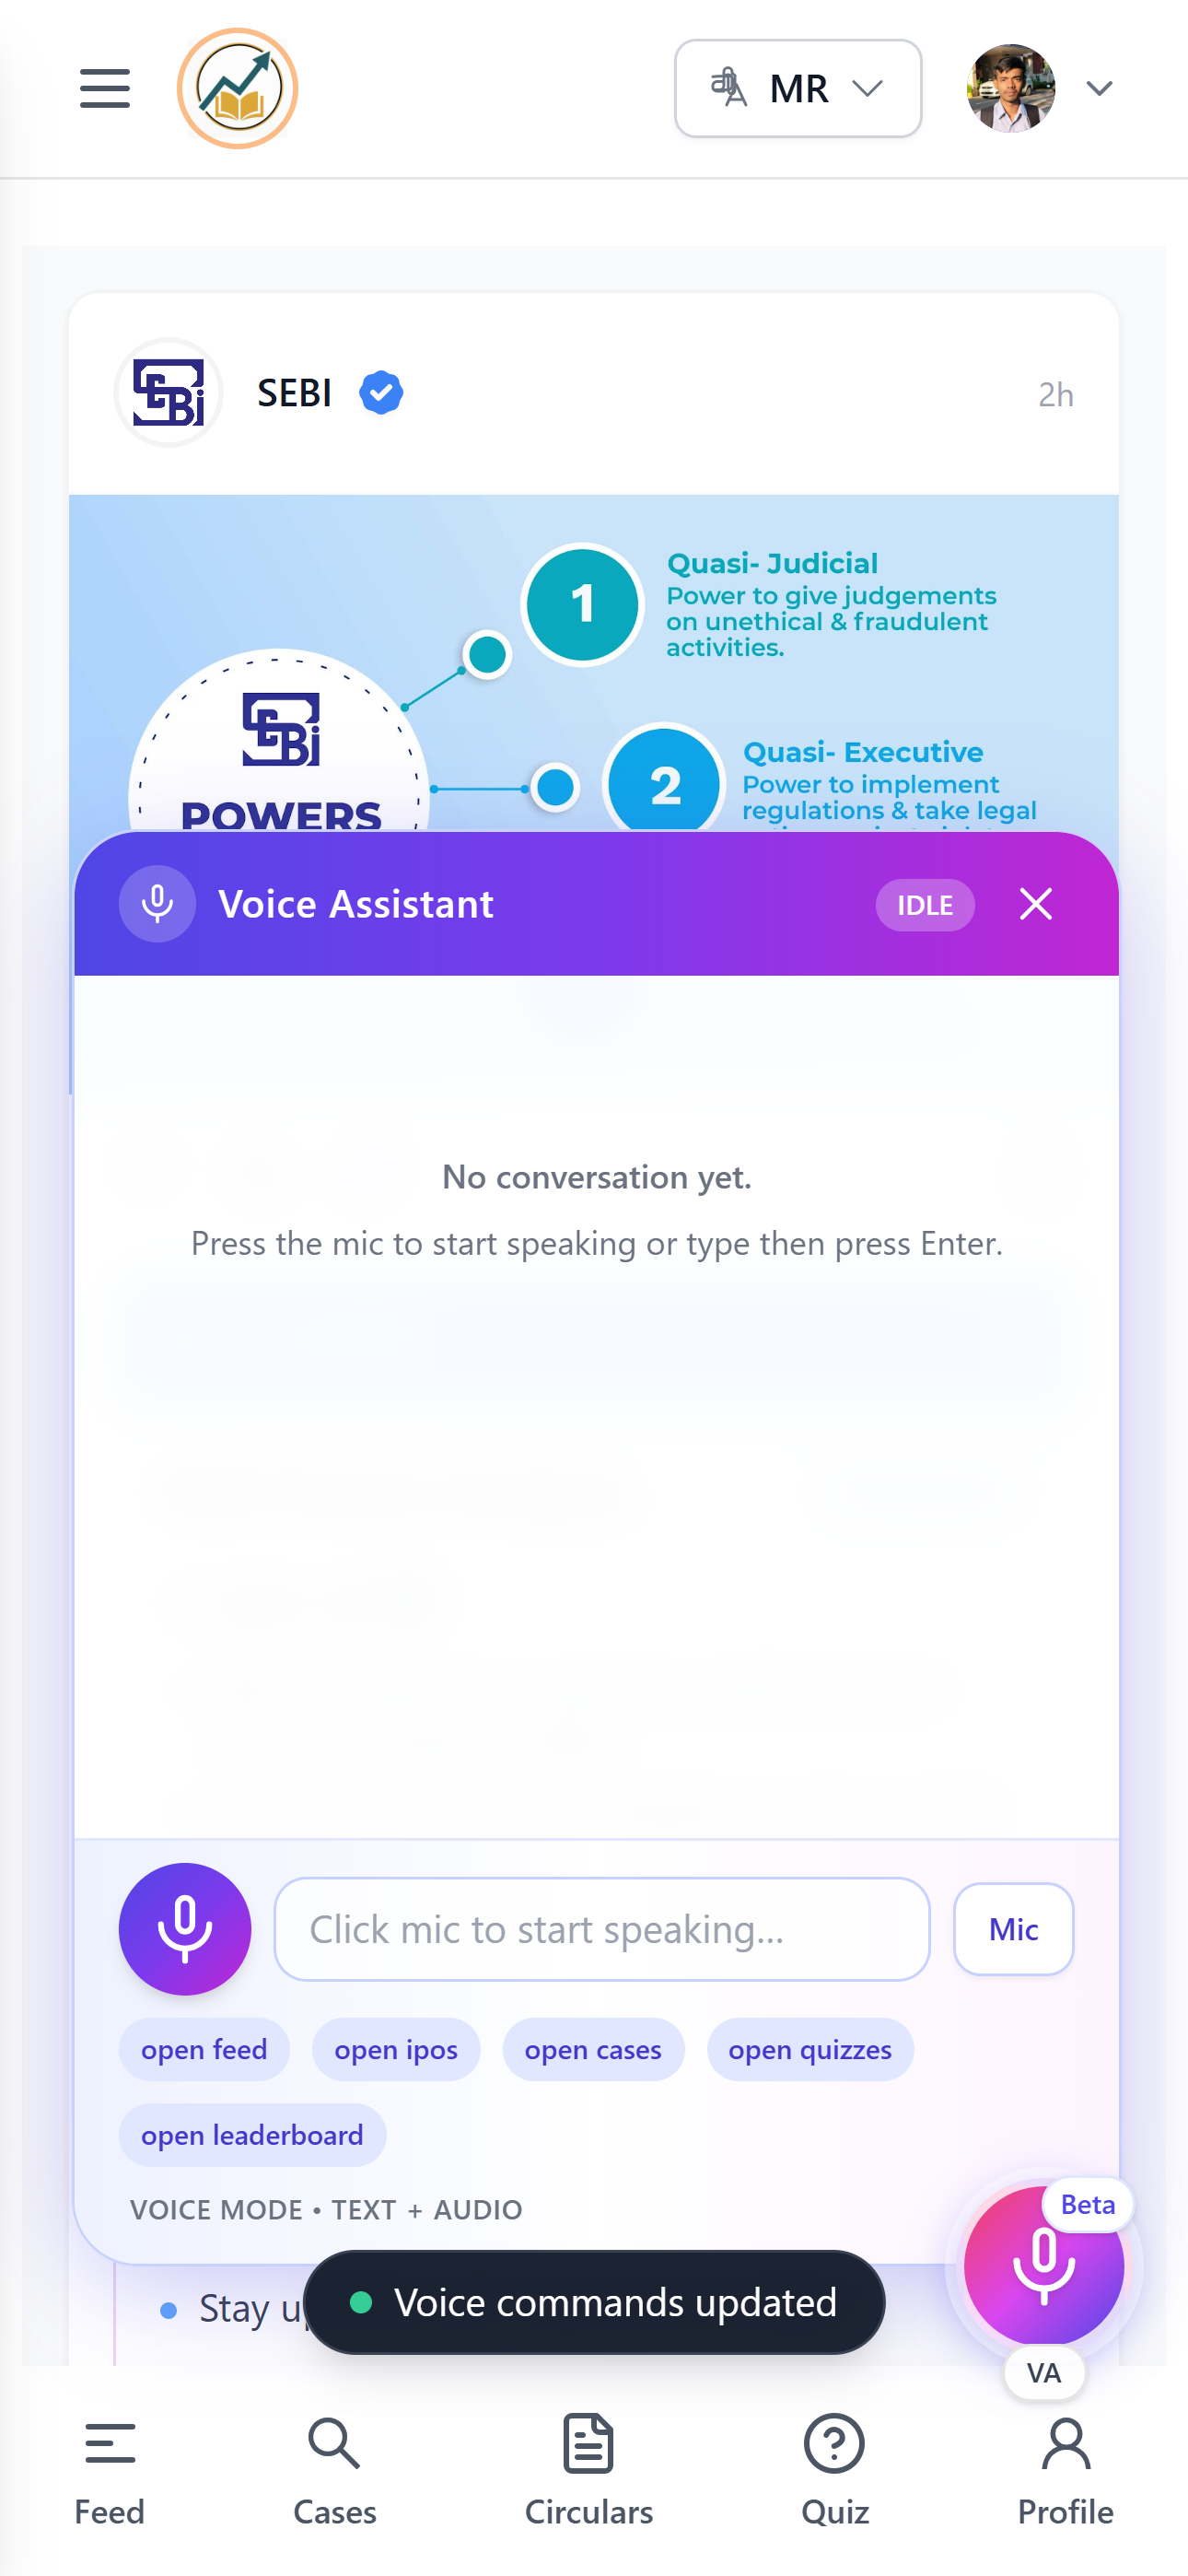 MR
SEBI
2h
1
Quasi- Judicial
Power to give judgements
on unethical & fraudulent
activities.
SEBI
POWERS
2
Quasi- Executive
Power to implement
regulations & take legal
Voice Assistant
IDLE
No conversation yet.
Press the mic to start speaking or type then press Enter.
Click mic to start speaking...
Mic
open feed
open ipos
open cases
open quizzes
open leaderboard
VOICE MODE • TEXT + AUDIO
Beta
Stay
Voice commands updated
VA
Feed
Cases
Circulars
Quiz
Profile